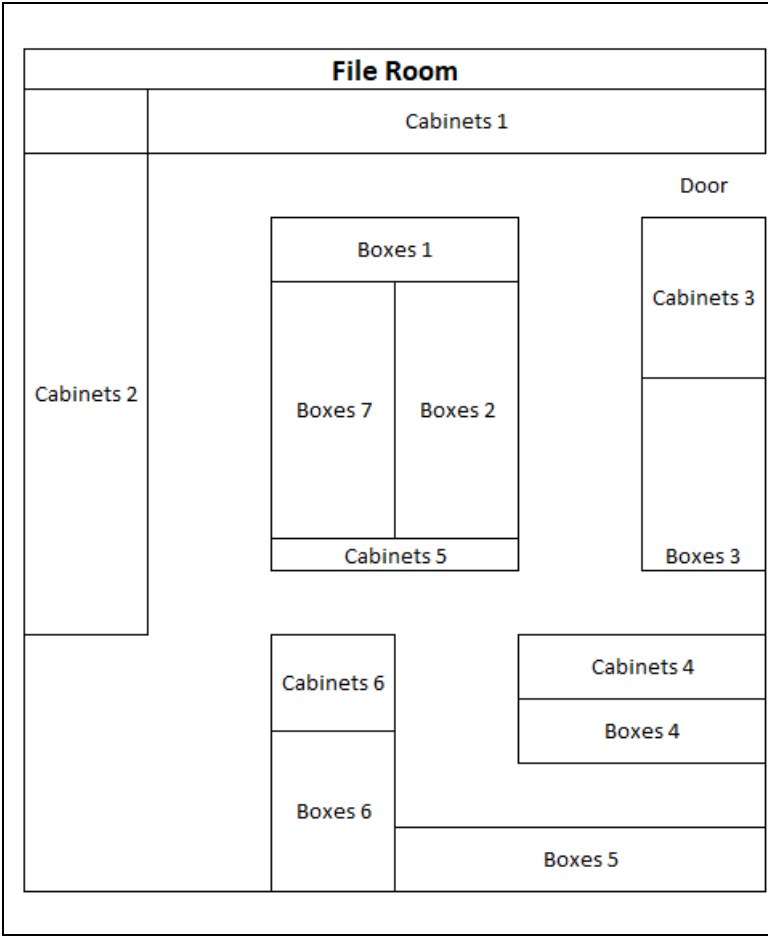 File Room
Cabinets 1
Door
Boxes 1
Cabinets 3
Cabinets 2
Boxes 7
Boxes 2
Cabinets 5
Boxes 3
Cabinets 4
Cabinets 6
Boxes 4
Boxes 6
Boxes 5